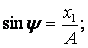 sin ψ = x₁/A;